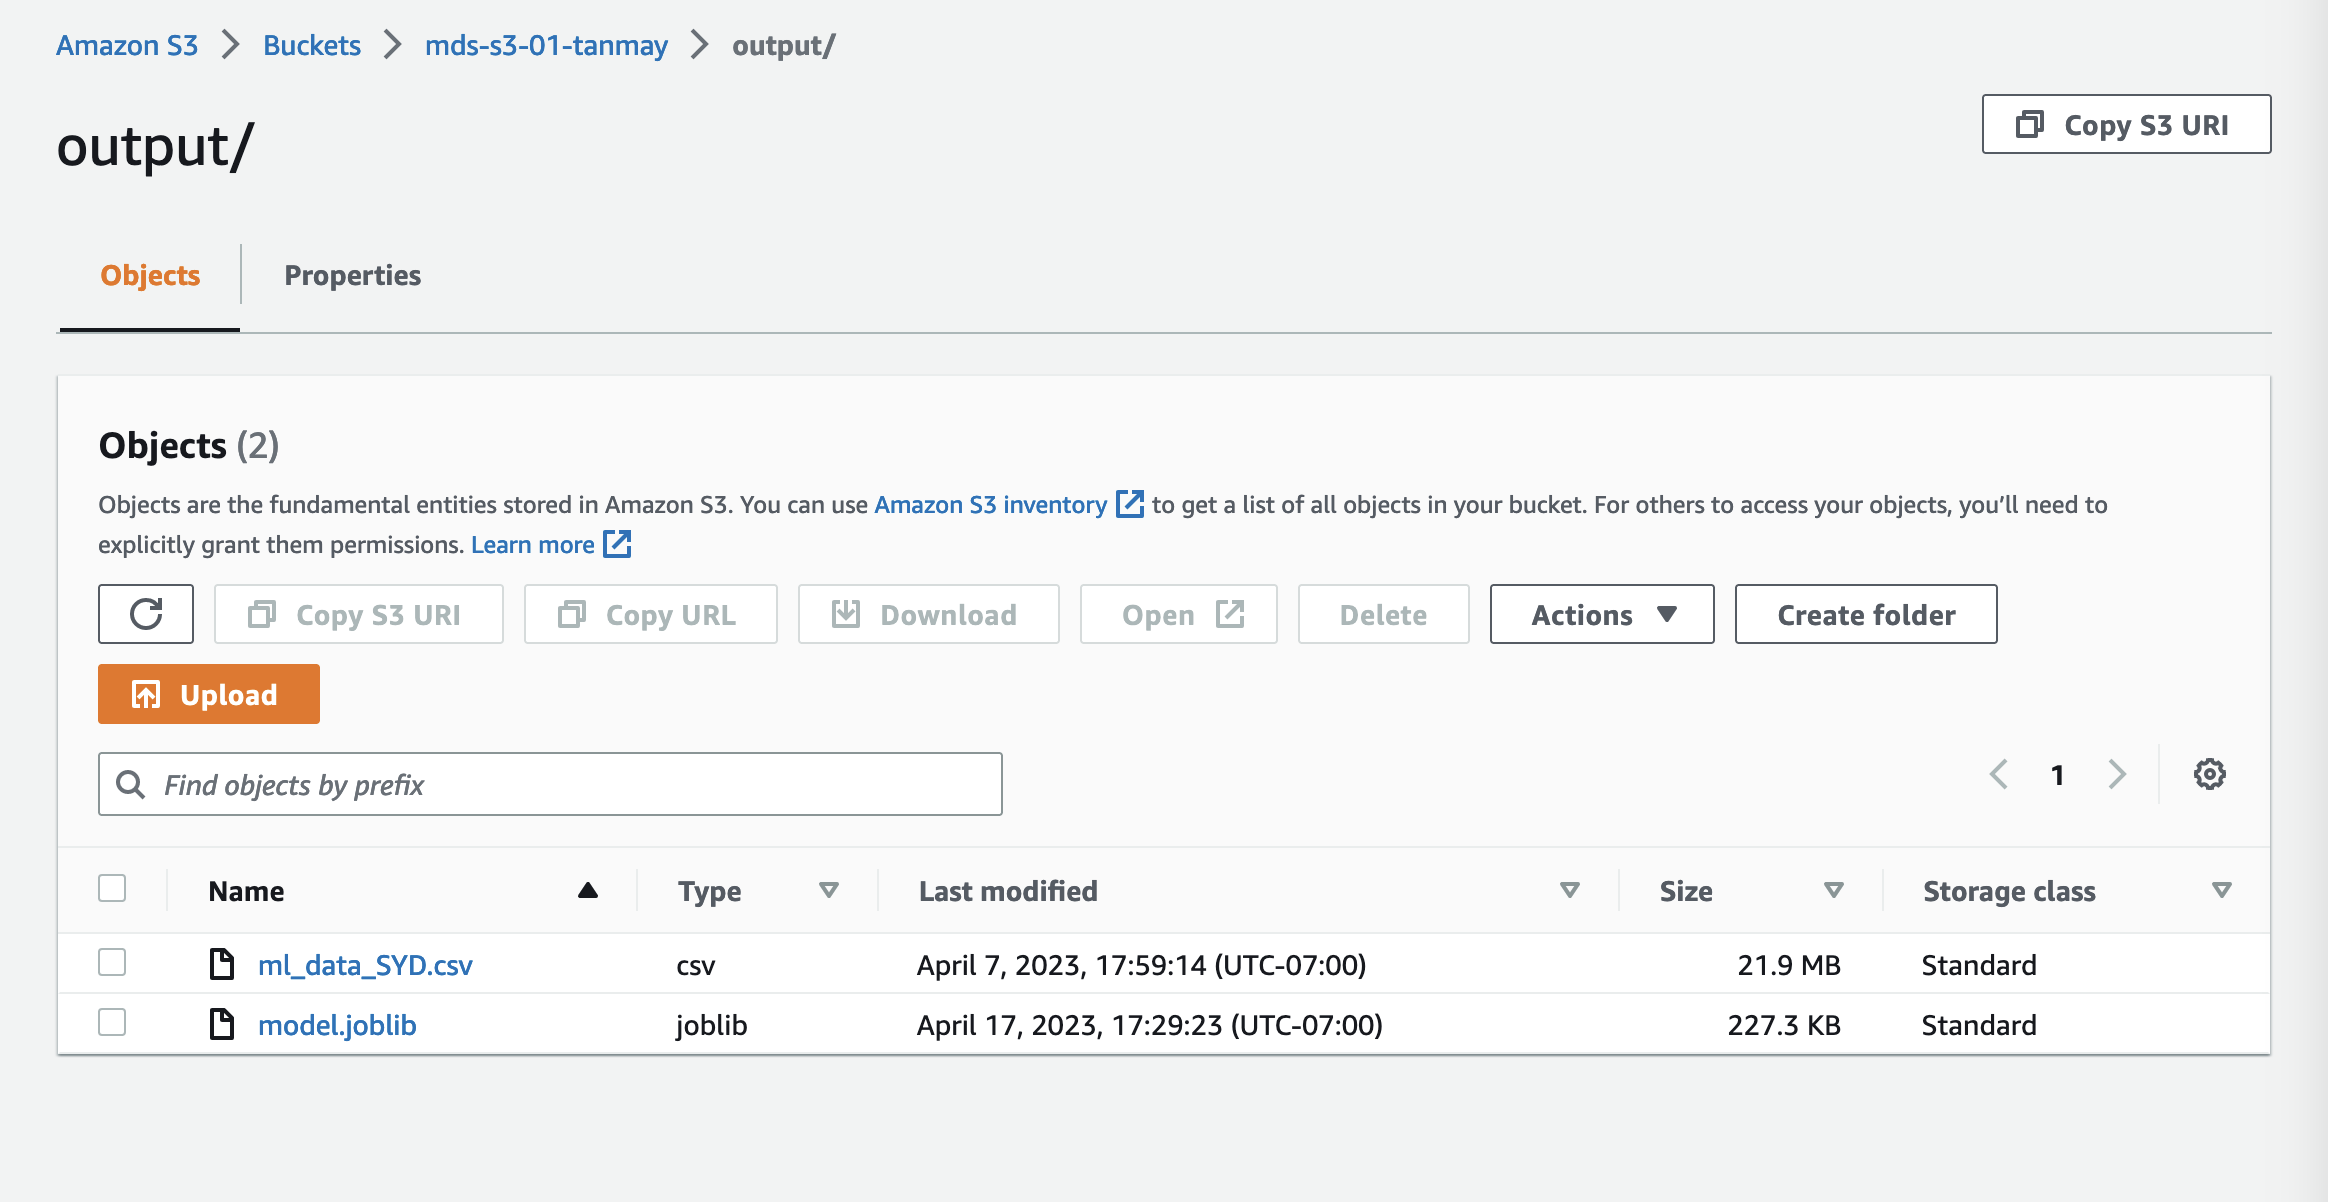 Amazon S3 Buckets mds-s3-01-tanmay output/
output/
Copy S3 URI
Objects Properties
Objects (2)
Objects are the fundamental entities stored in Amazon S3. You can use Amazon S3 inventory to get a list of all objects in your bucket. For others to access your objects, you’ll need to
explicitly grant them permissions. Learn more
Copy S3 URI Copy URL Download Open Delete Actions Create folder
Upload
Find objects by prefix
1
Name Type Last modified Size Storage class
ml_data_SYD.csv csv April 7, 2023, 17:59:14 (UTC-07:00) 21.9 MB Standard
model.joblib joblib April 17, 2023, 17:29:23 (UTC-07:00) 227.3 KB Standard